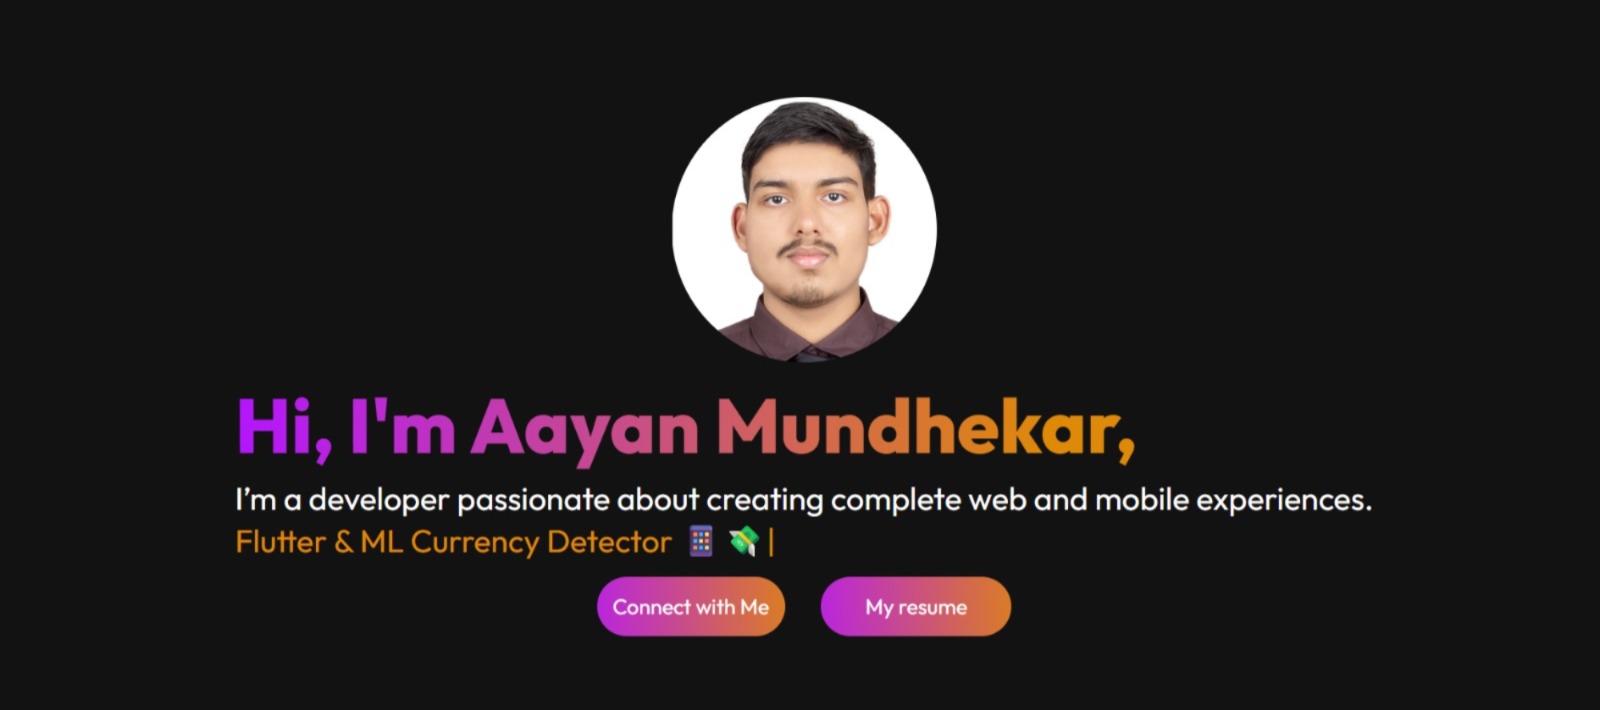 Hi, I'm Aayan Mundhekar,
I’m a developer passionate about creating complete web and mobile experiences.
Flutter & ML Currency Detector 📱 💸 |
Connect with Me
My resume